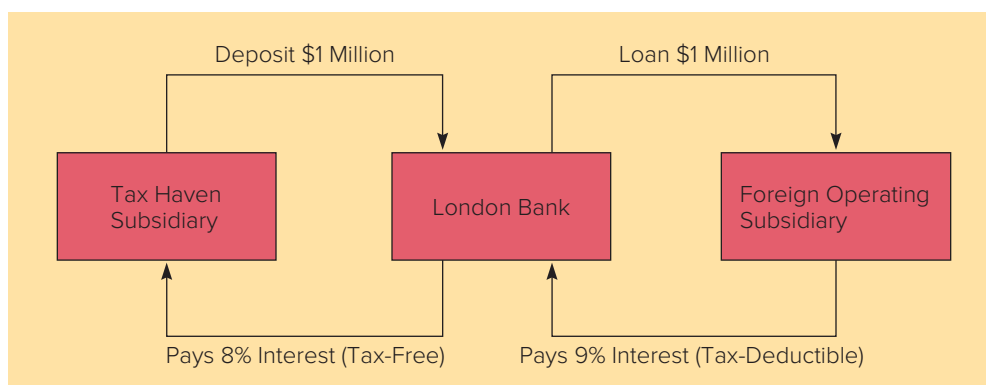 Deposit $1 Million
Loan $1 Million
Tax Haven
Subsidiary
London Bank
Foreign Operating
Subsidiary
Pays 8% Interest (Tax-Free)
Pays 9% Interest (Tax-Deductible)